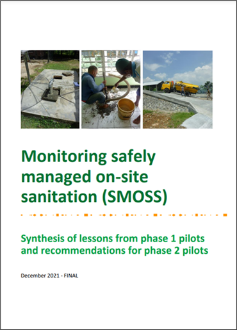 Monitoring safely
managed on-site
sanitation (SMOSS)
Synthesis of lessons from phase 1 pilots
and recommendations for phase 2 pilots
December 2021 - FINAL